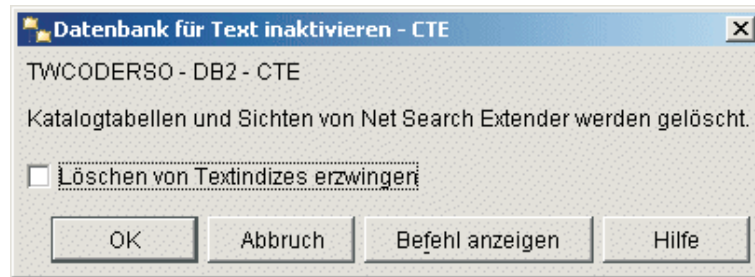 Datenbank für Text inaktivieren - CTE
TWCODERSO - DB2 - CTE
Katalogtabellen und Sichten von Net Search Extender werden gelöscht.
Löschen von Textindizes erzwingen
OK Abbruch Befehl anzeigen Hilfe